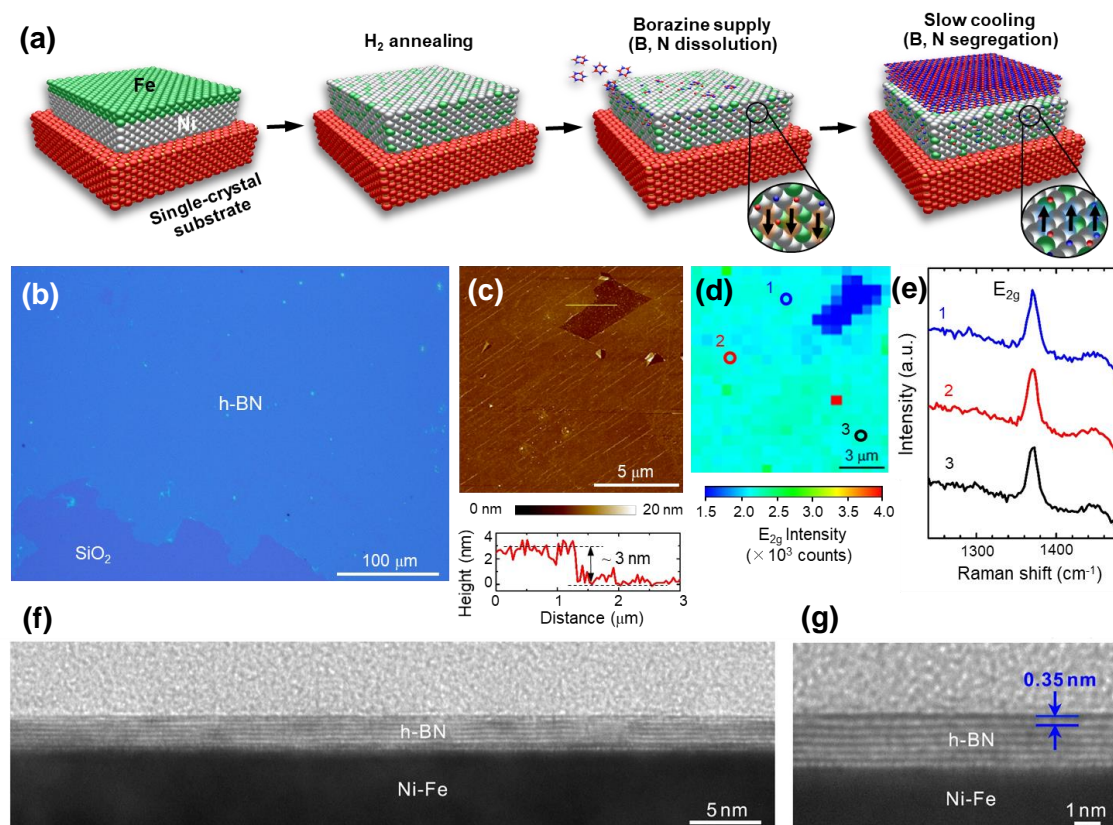 (a)
H₂ annealing
Borazine supply
(B, N dissolution)
Slow cooling
(B, N segregation)
Fe
Ni
Single-crystal
substrate
(b)
h-BN
SiO₂
100 μm
(c)
5 μm
0 nm
20 nm
Height (nm)
4
2
0
~ 3 nm
0
1
2
3
Distance (μm)
(d)
1
2
3
3 μm
1.5
2.0
2.5
3.0
3.5
4.0
E₂g Intensity
(× 10³ counts)
(e)
E₂g
1
2
3
Intensity (a.u.)
1300
1400
Raman shift (cm⁻¹)
(f)
h-BN
Ni-Fe
5 nm
(g)
0.35 nm
h-BN
Ni-Fe
1 nm